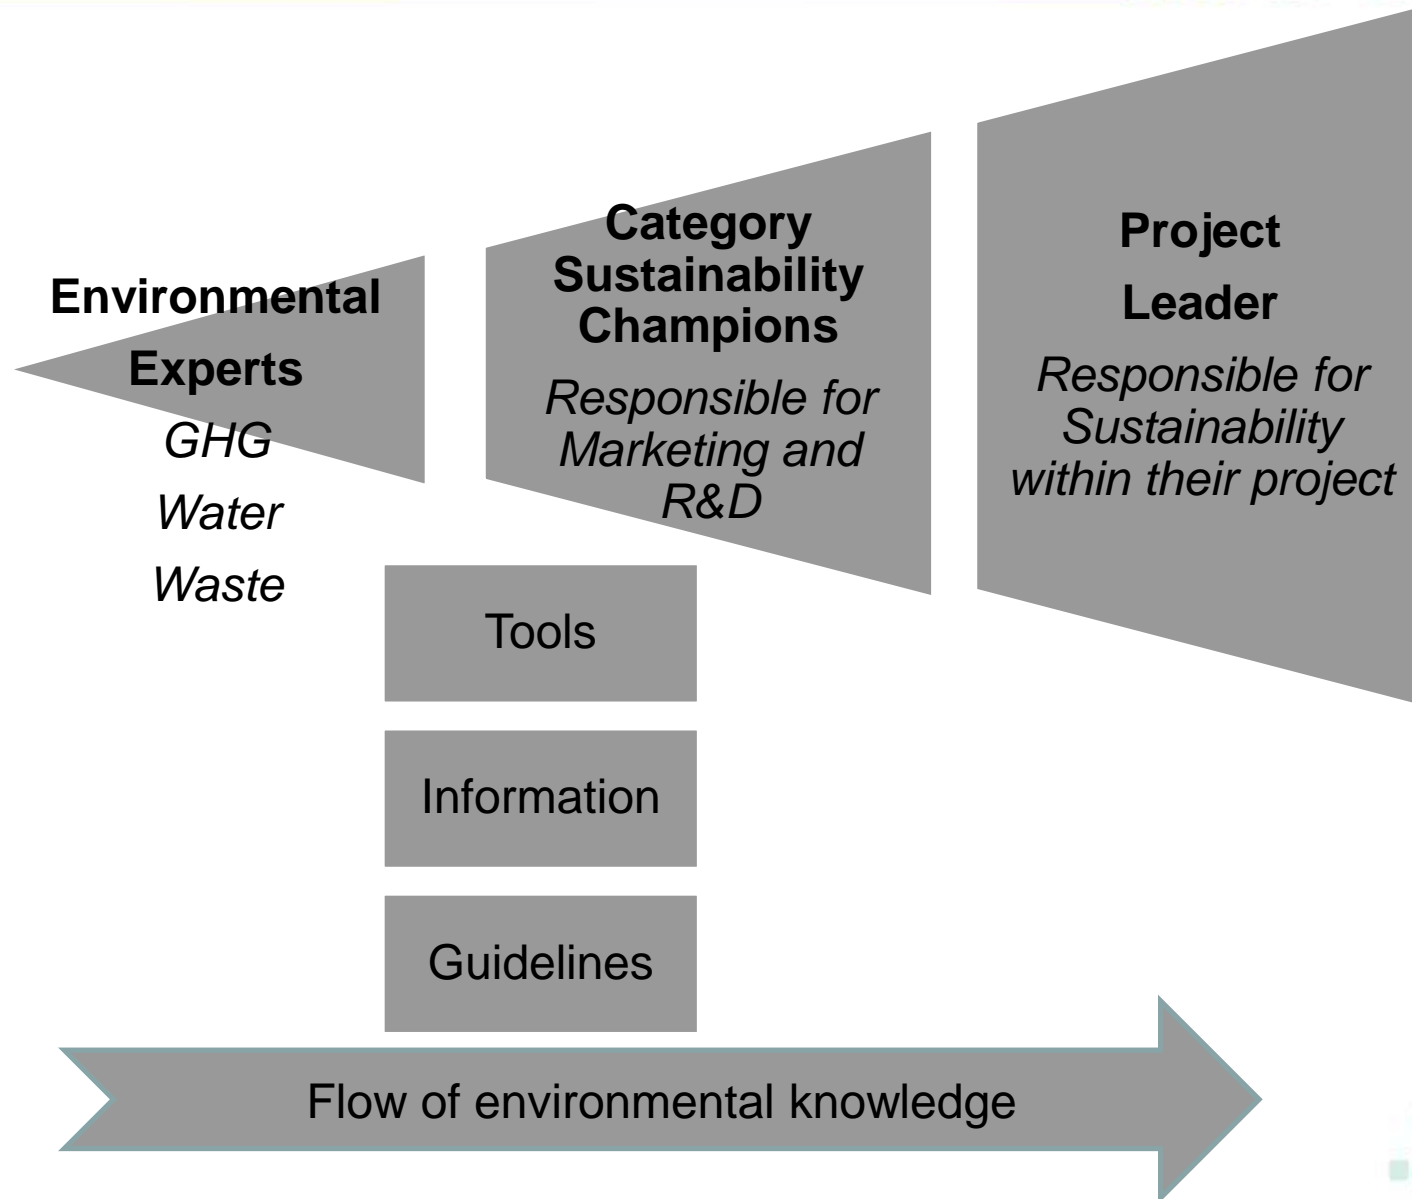 Environmental
Experts
GHG
Water
Waste
Category
Sustainability
Champions
Responsible for
Marketing and
R&D
Project
Leader
Responsible for
Sustainability
within their project
Tools
Information
Guidelines
Flow of environmental knowledge